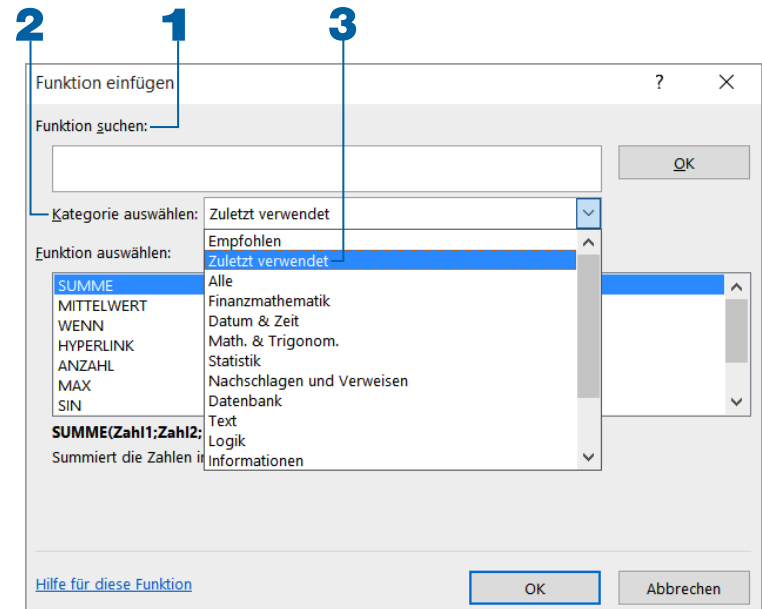 2 1 3
Funktion einfügen ?
Funktion suchen:
OK
Kategorie auswählen: Zuletzt verwendet
Empfohlen
Funktion auswählen:
Zuletzt verwendet
Alle
Finanzmathematik
Datum & Zeit
Math. & Trigonom.
Statistik
Nachschlagen und Verweisen
Datenbank
Text
Logik
Informationen
SUMME
MITTELWERT
WENN
HYPERLINK
ANZAHL
MAX
SIN
SUMME(Zahl1;Zahl2;
Summiert die Zahlen i
Hilfe für diese Funktion
OK Abbrechen